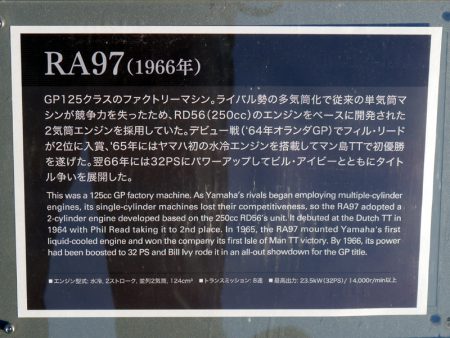 RA97(1966年)
GP125クラスのファクトリーマシン。ライバル勢の多気筒化で従来の単気筒マ
シンが競争力を失ったため、RD56(250cc)のエンジンをベースに開発された
2気筒エンジンを採用していた。デビュー戦('64年オランダGP)でフィル・リード
が2位に入賞、'65年にはヤマハ初の水冷エンジンを搭載してマン島TTで初優勝
を遂げた。翌66年には32PSにパワーアップしてビル・アイビーとともにタイト
ル争いを展開した。
This was a 125cc GP factory machine. As Yamaha's rivals began employing multiple-cylinder
engines, its single-cylinder machines lost their competitiveness, so the RA97 adopted a
2-cylinder engine developed based on the 250cc RD56's unit. It debuted at the Dutch TT in
1964 with Phil Read taking it to 2nd place. In 1965, the RA97 mounted Yamaha's first
liquid-cooled engine and won the company its first Isle of Man TT victory. By 1966, its power
had been boosted to 32 PS and Bill Ivy rode it in an all-out showdown for the GP title.
■エンジン型式: 水冷, 2ストローク, 並列2気筒, 124cm³ ■トランスミッション: 8速 ■最高出力: 23.5kW(32PS)/14,000r/min以上